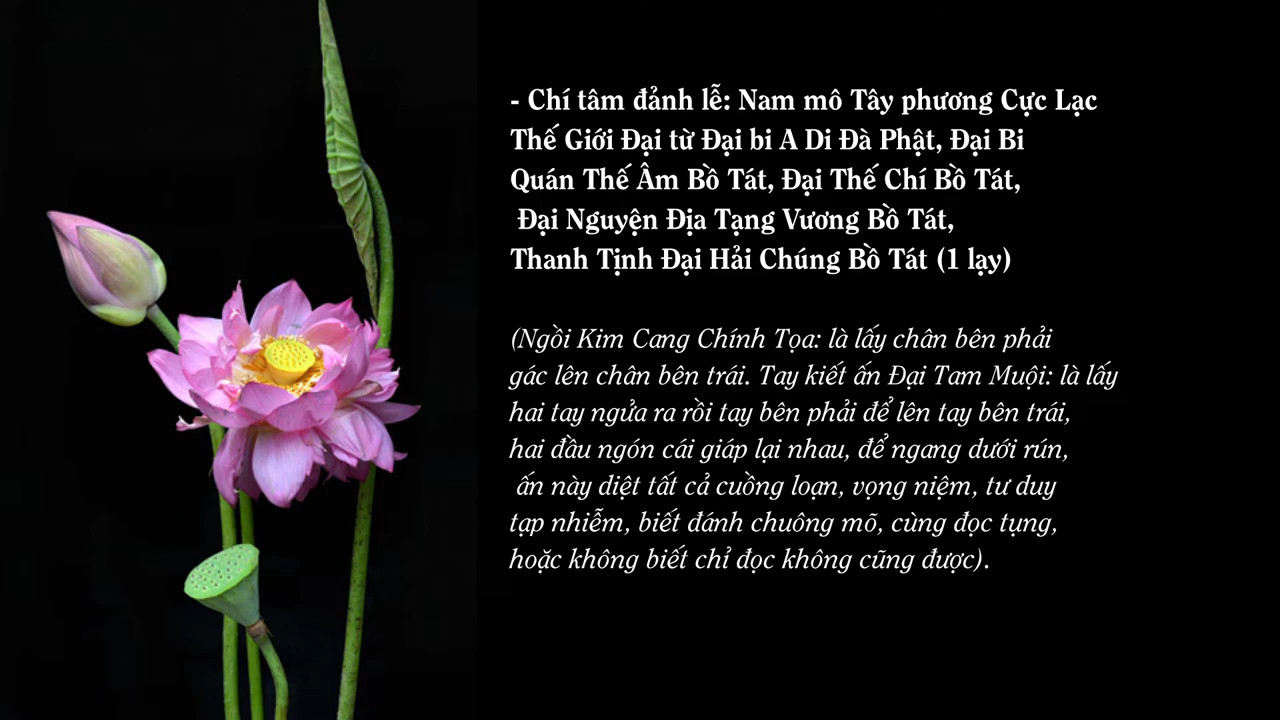 - Chí tâm đảnh lễ: Nam mô Tây phương Cực Lạc
Thế Giới Đại từ Đại bi A Di Đà Phật, Đại Bi
Quán Thế Âm Bồ Tát, Đại Thế Chí Bồ Tát,
Đại Nguyện Địa Tạng Vương Bồ Tát,
Thanh Tịnh Đại Hải Chúng Bồ Tát (1 lạy)
(Ngồi Kim Cang Chính Tọa: là lấy chân bên phải
gác lên chân bên trái. Tay kiết ấn Đại Tam Muội: là lấy
hai tay ngửa ra rồi tay bên phải để lên tay bên trái,
hai đầu ngón cái giáp lại nhau, để ngang dưới rún,
ấn này diệt tất cả cuồng loạn, vọng niệm, tư duy
tạp nhiễm, biết đánh chuông mõ, cùng đọc tụng,
hoặc không biết chỉ đọc không cũng được).